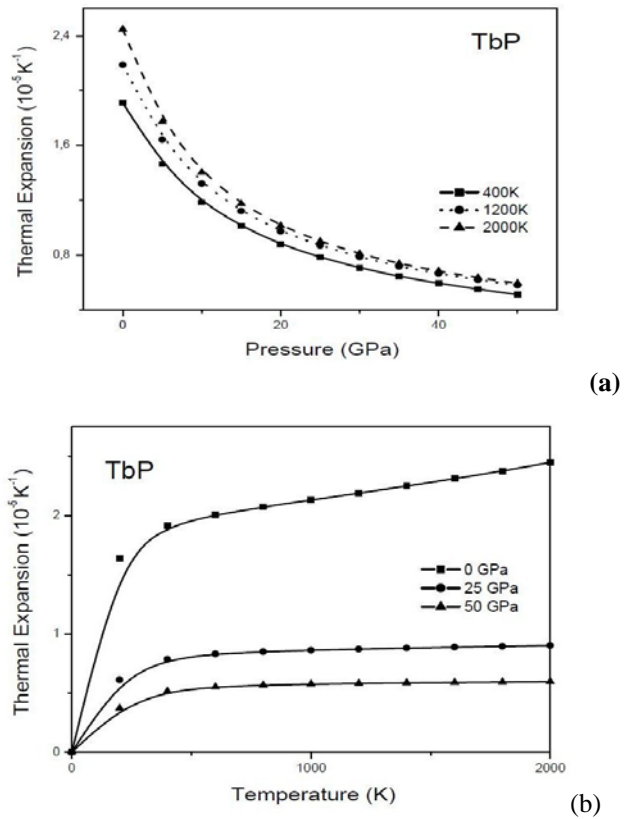 TbP
2,4
1,6
0,8
Thermal Expansion (10⁻⁵K⁻¹)
400K
1200K
2000K
0
20
40
Pressure (GPa)
(a)
TbP
2
1
0
Thermal Expansion (10⁻⁵K⁻¹)
0 GPa
25 GPa
50 GPa
0
1000
2000
Temperature (K)
(b)